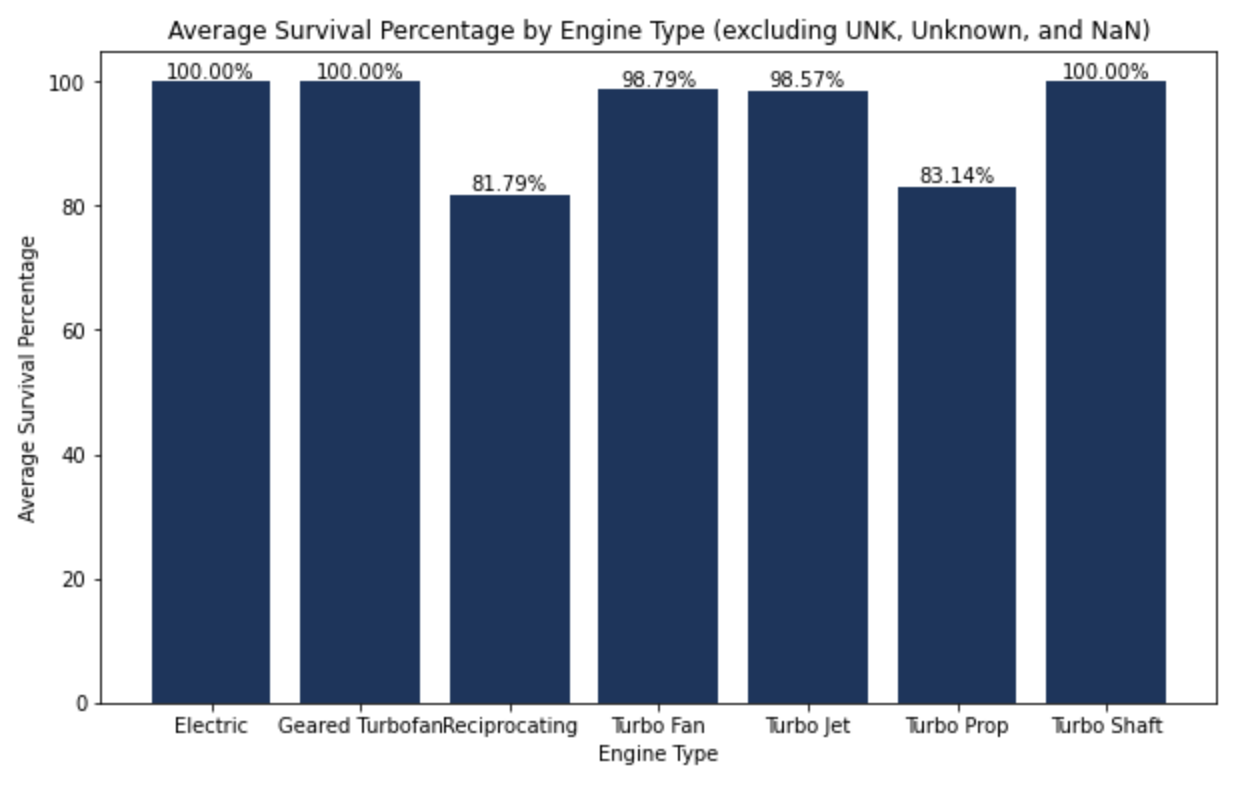 Average Survival Percentage by Engine Type (excluding UNK, Unknown, and NaN)
100.00% 100.00% 81.79% 98.79% 98.57% 83.14% 100.00%
Average Survival Percentage
100
80
60
40
20
0
Electric Geared Turbofan Reciprocating Turbo Fan Turbo Jet Turbo Prop Turbo Shaft
Engine Type